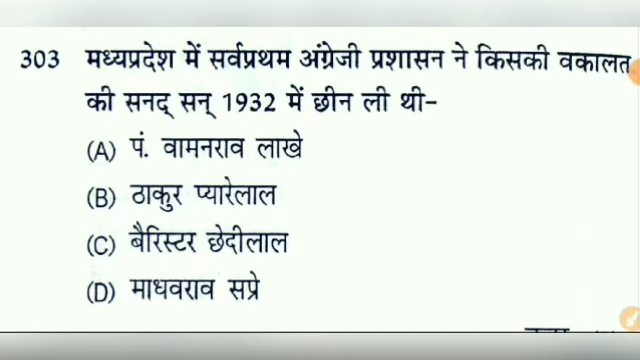 303 मध्यप्रदेश में सर्वप्रथम अंग्रेजी प्रशासन ने किसकी वकालत
की सनद् सन् 1932 में छीन ली थी-
(A) पं. वामनराव लाखे
(B) ठाकुर प्यारेलाल
(C) बैरिस्टर छेदीलाल
(D) माधवराव सप्रे